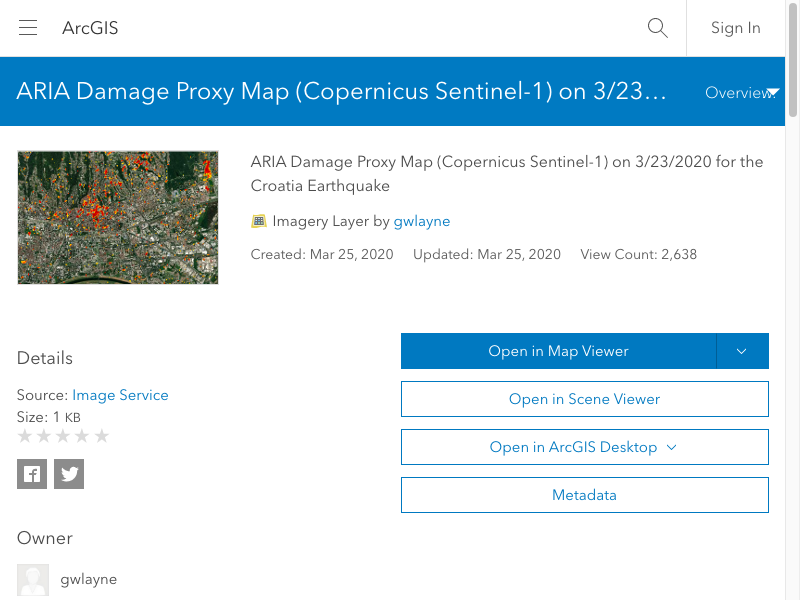 ArcGIS
Sign In
ARIA Damage Proxy Map (Copernicus Sentinel-1) on 3/23...
Overview
ARIA Damage Proxy Map (Copernicus Sentinel-1) on 3/23/2020 for the
Croatia Earthquake
Imagery Layer by gwlayne
Created: Mar 25, 2020 Updated: Mar 25, 2020 View Count: 2,638
Details
Source: Image Service
Size: 1 KB
Open in Map Viewer
Open in Scene Viewer
Open in ArcGIS Desktop
Metadata
Owner
gwlayne